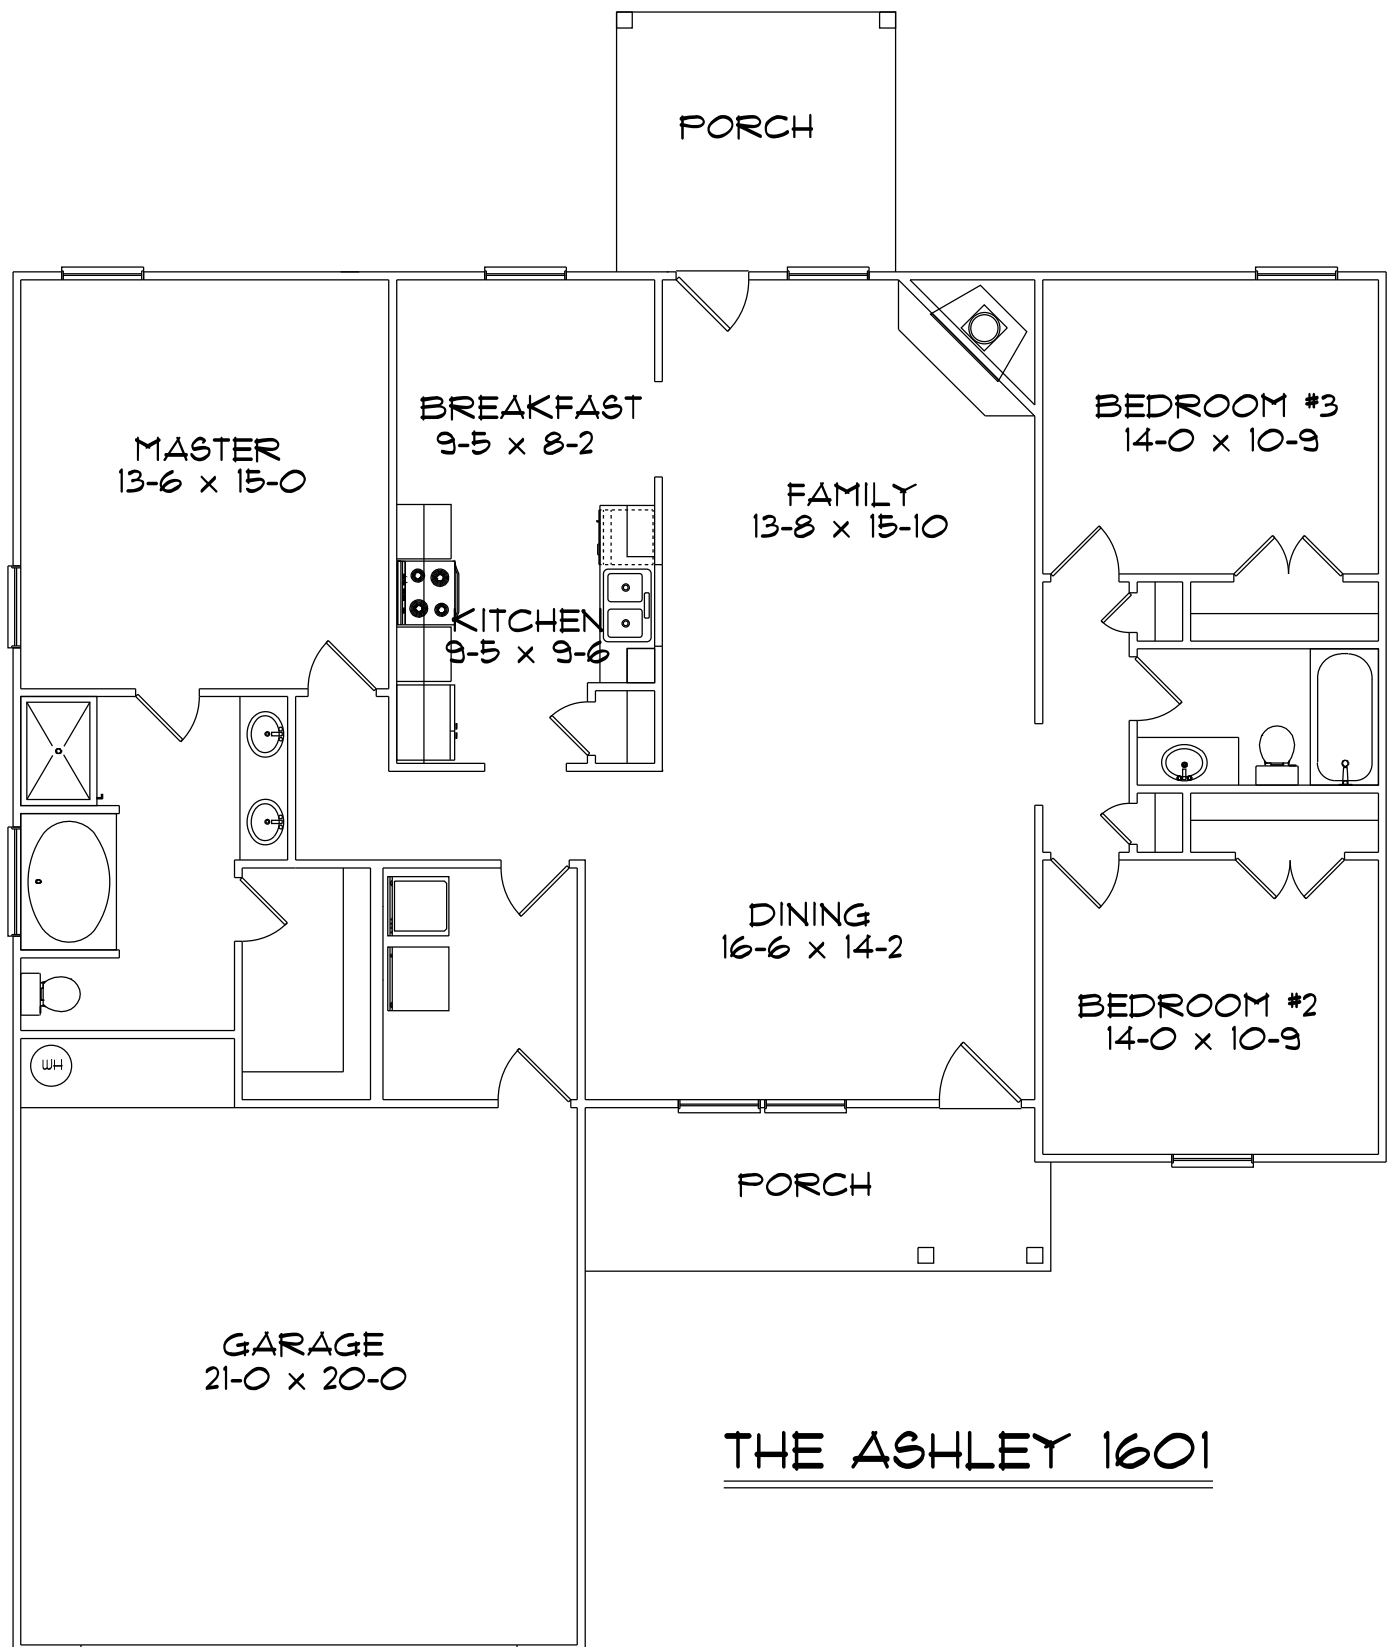 PORCH
BREAKFAST
9-5 x 8-2
BEDROOM #3
14-0 x 10-9
MASTER
13-6 x 15-0
FAMILY
13-8 x 15-10
KITCHEN
9-5 x 9-6
DINING
16-6 x 14-2
BEDROOM #2
14-0 x 10-9
WH
PORCH
GARAGE
21-0 x 20-0
THE ASHLEY 1601